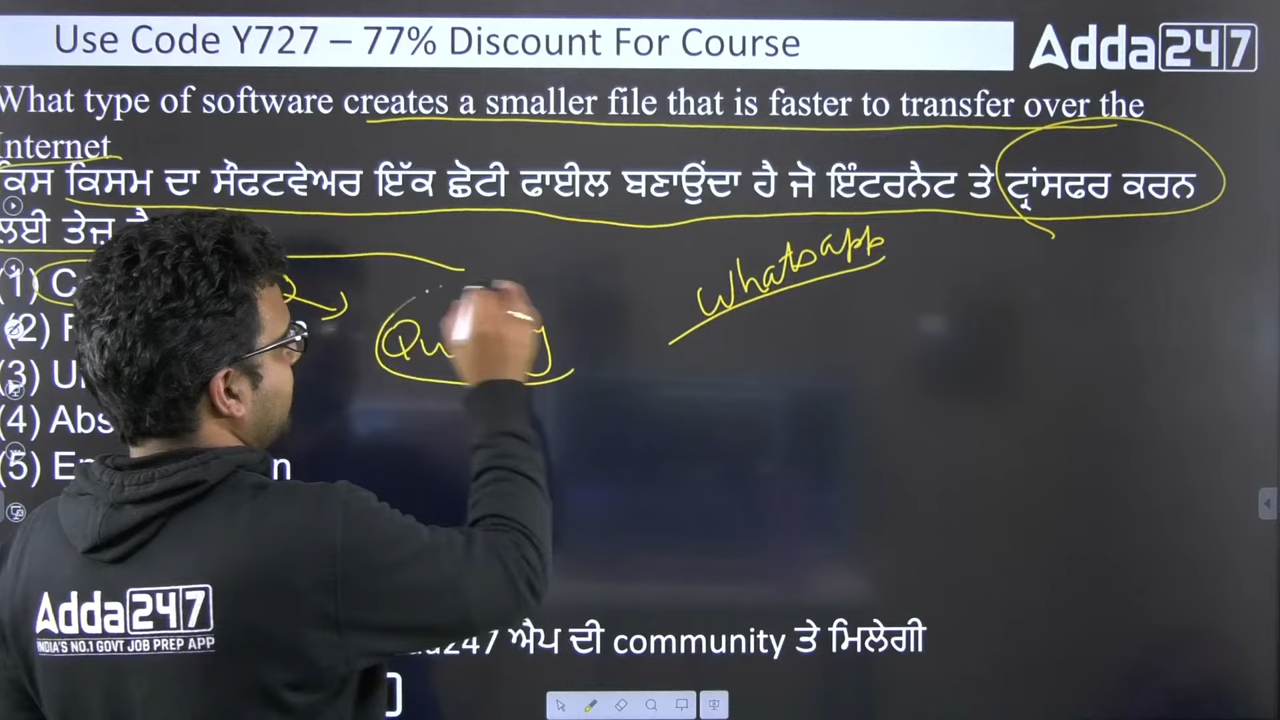 Use Code Y727 – 77% Discount For Course
Adda247
What type of software creates a smaller file that is faster to transfer over the
Internet
ਕਿਸ ਕਿਸਮ ਦਾ ਸੌਫਟਵੇਅਰ ਇੱਕ ਛੋਟੀ ਫਾਈਲ ਬਣਾਉਂਦਾ ਹੈ ਜੋ ਇੰਟਰਨੈਟ ਤੇ ਟ੍ਰਾਂਸਫਰ ਕਰਨ
ਲਈ ਤੇਜ਼
Whatsapp
(1)
(2)
(3)
(4)
(5)
Adda247
INDIA'S NO.1 GOVT JOB PREP APP
ਐਪ ਦੀ community ਤੇ ਮਿਲੇਗੀ